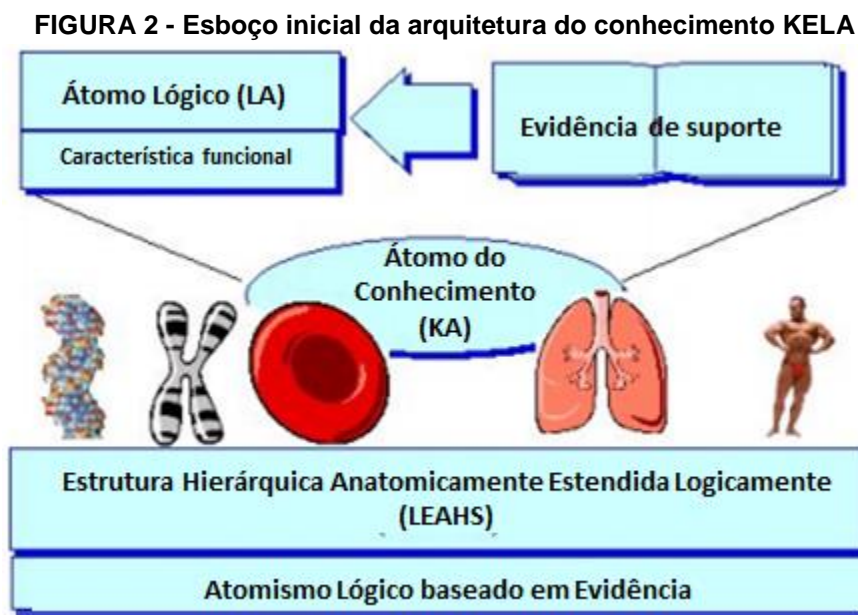 FIGURA 2 - Esboço inicial da arquitetura do conhecimento KELA
Átomo Lógico (LA)
Característica funcional
Evidência de suporte
Átomo do
Conhecimento
(KA)
Estrutura Hierárquica Anatomicamente Estendida Logicamente
(LEAHS)
Atomismo Lógico baseado em Evidência